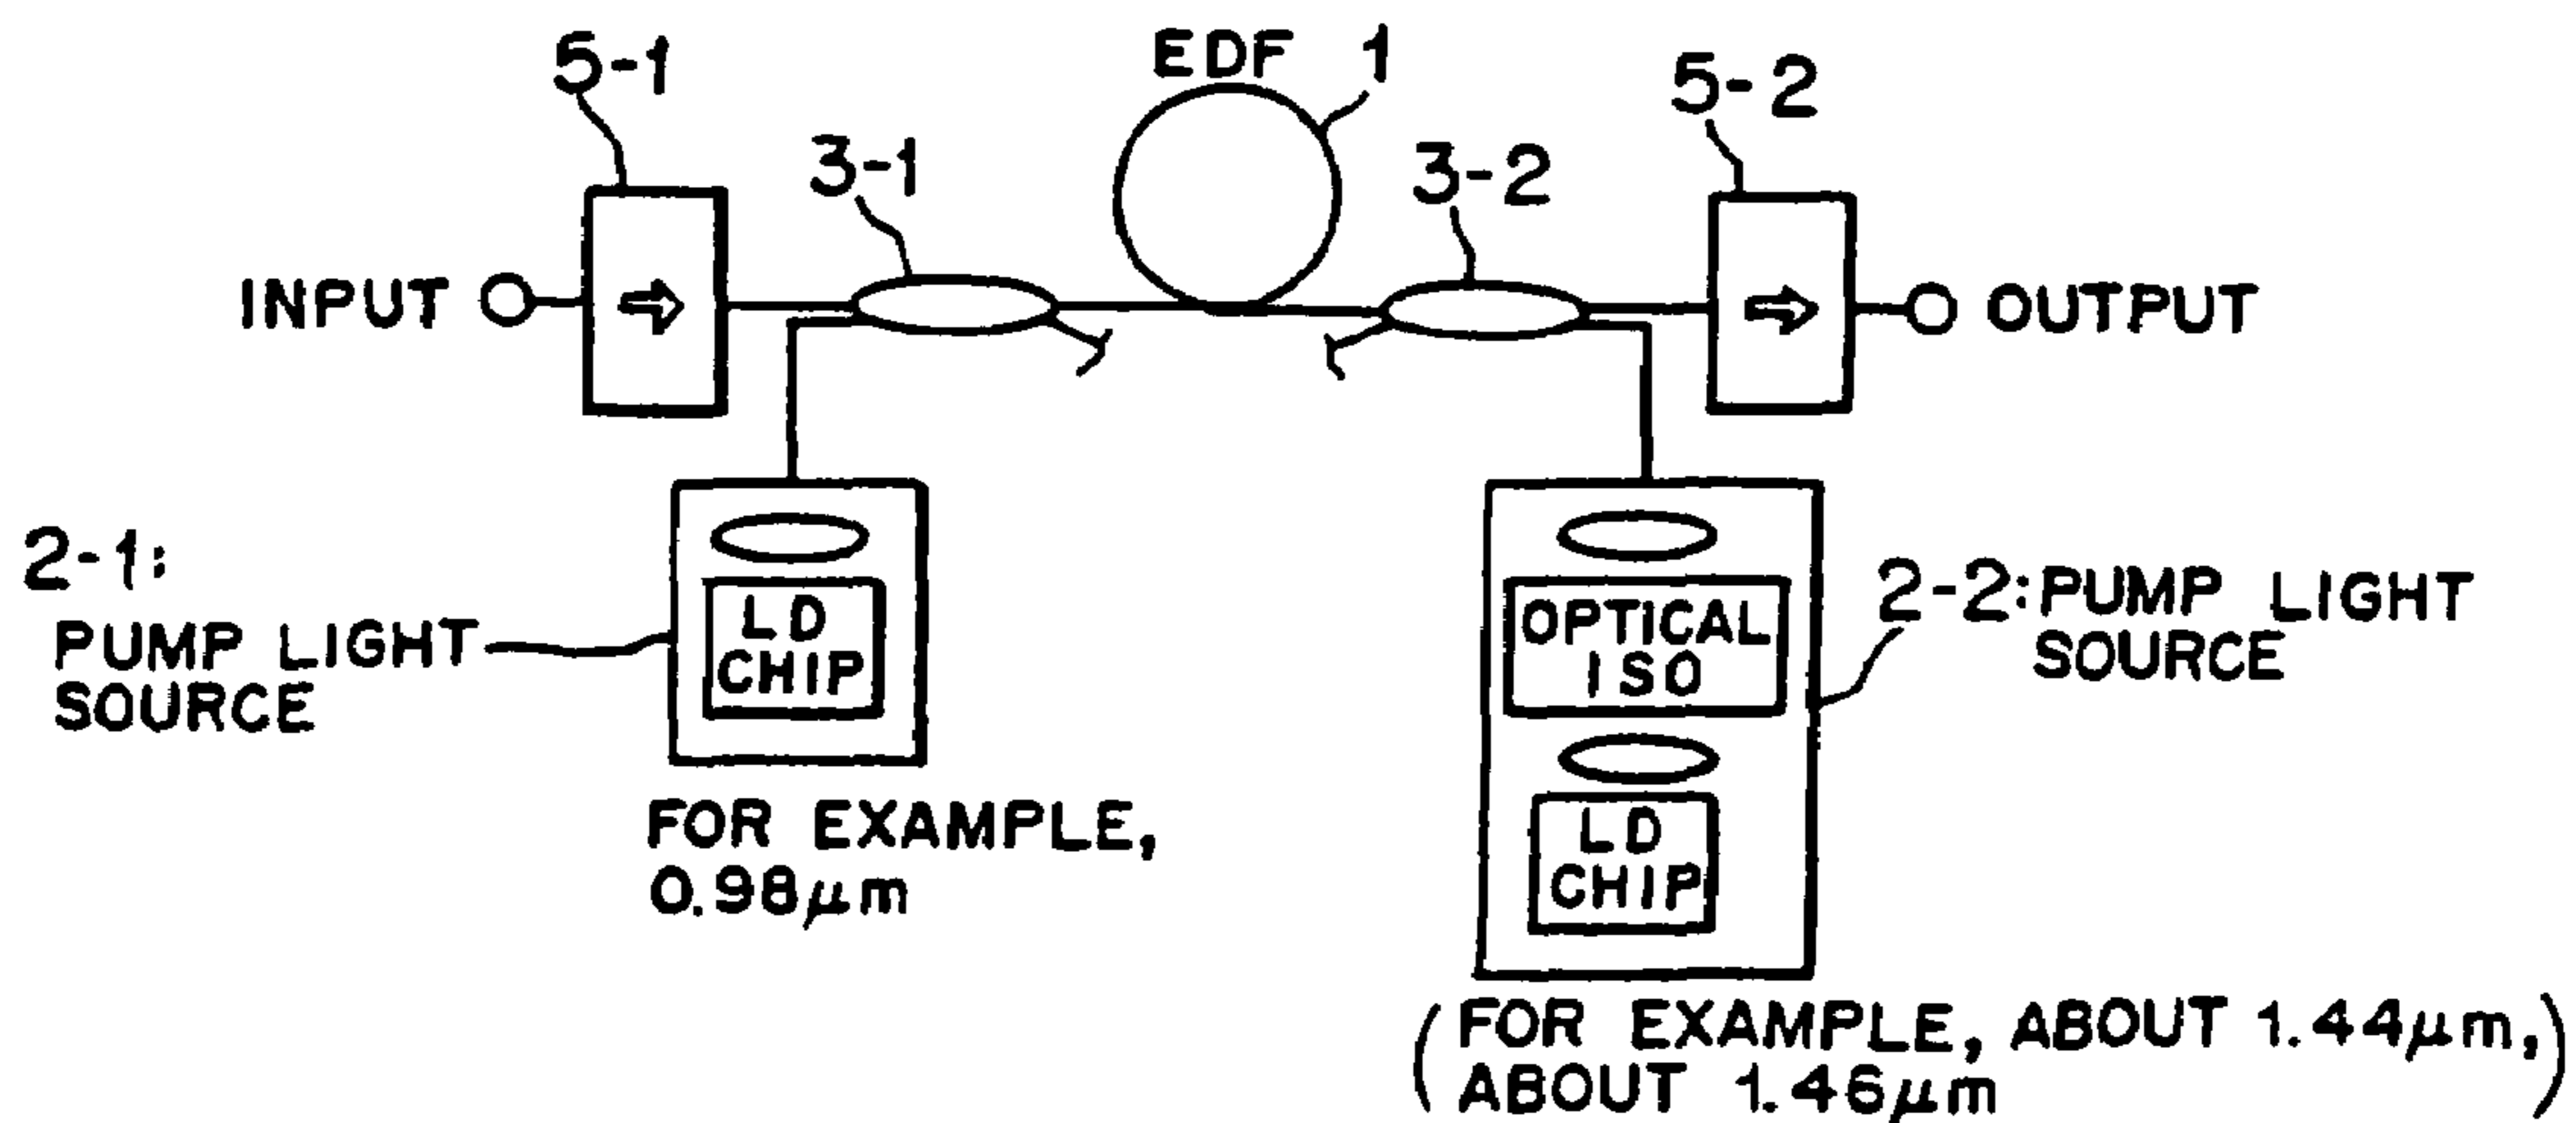 5-1
EDF 1
5-2
3-1
3-2
INPUT
OUTPUT
2-1:
PUMP LIGHT
SOURCE
LD
CHIP
FOR EXAMPLE,
0.98μm
OPTICAL
ISO
LD
CHIP
2-2: PUMP LIGHT
SOURCE
(FOR EXAMPLE, ABOUT 1.44μm,
ABOUT 1.46μm)